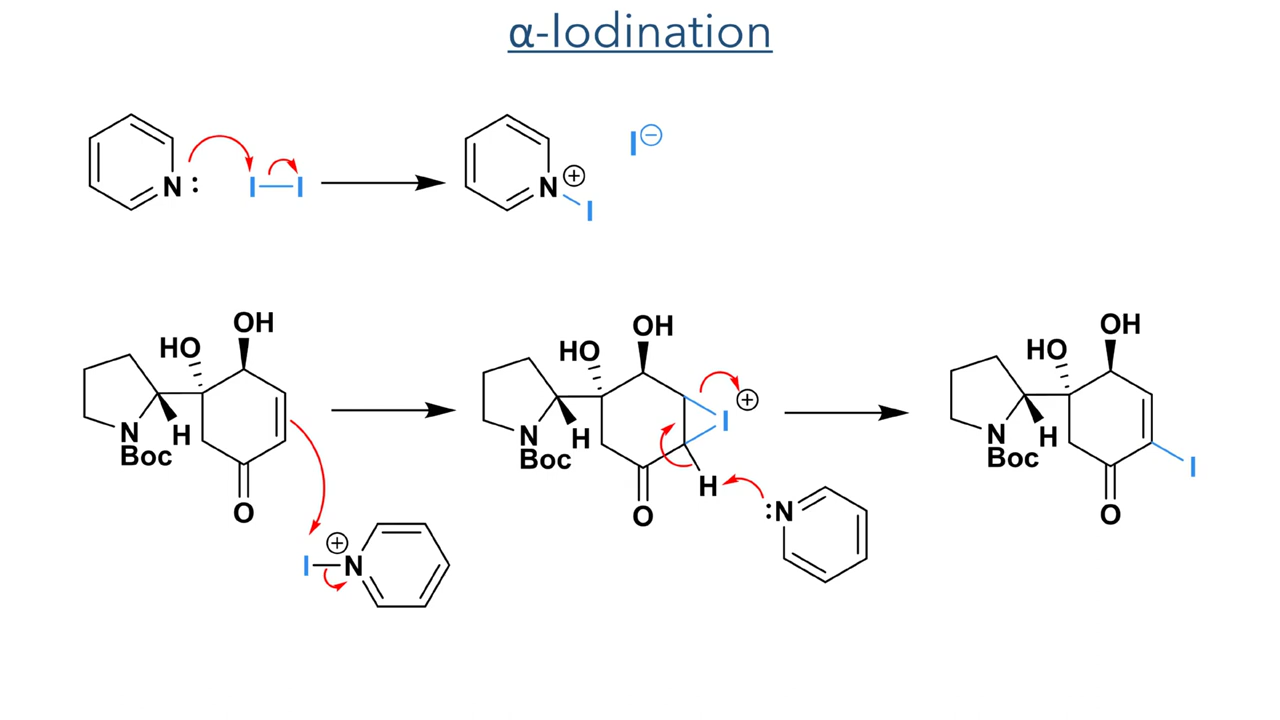 α-Iodination
N : I I N ⊕ I I ⊖
HO OH N H Boc O
I N ⊕
HO OH N H Boc O I ⊕ H
: N
HO OH N H Boc O I